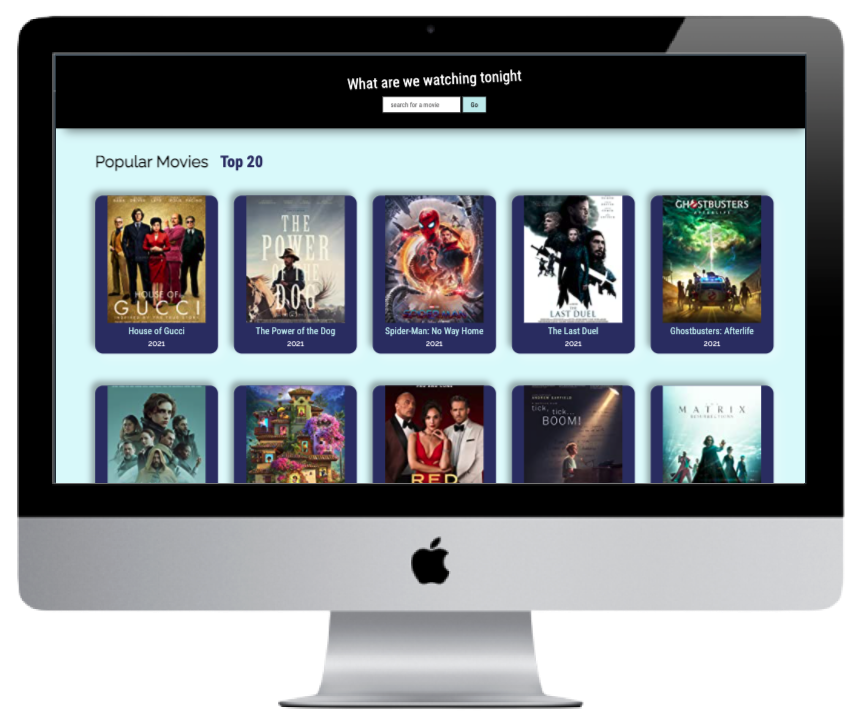 What are we watching tonight
search for a movie Go
Popular Movies Top 20
HOUSE OF
GUCCI
THE
POWER
OF THE
DOG
THE
LAST DUEL
GHOSTBUSTERS
AFTERLIFE
House of Gucci
The Power of the Dog
Spider-Man: No Way Home
The Last Duel
Ghostbusters: Afterlife
2021
2021
2021
2021
2021
RED
tick, tick...
BOOM!
MATRIX